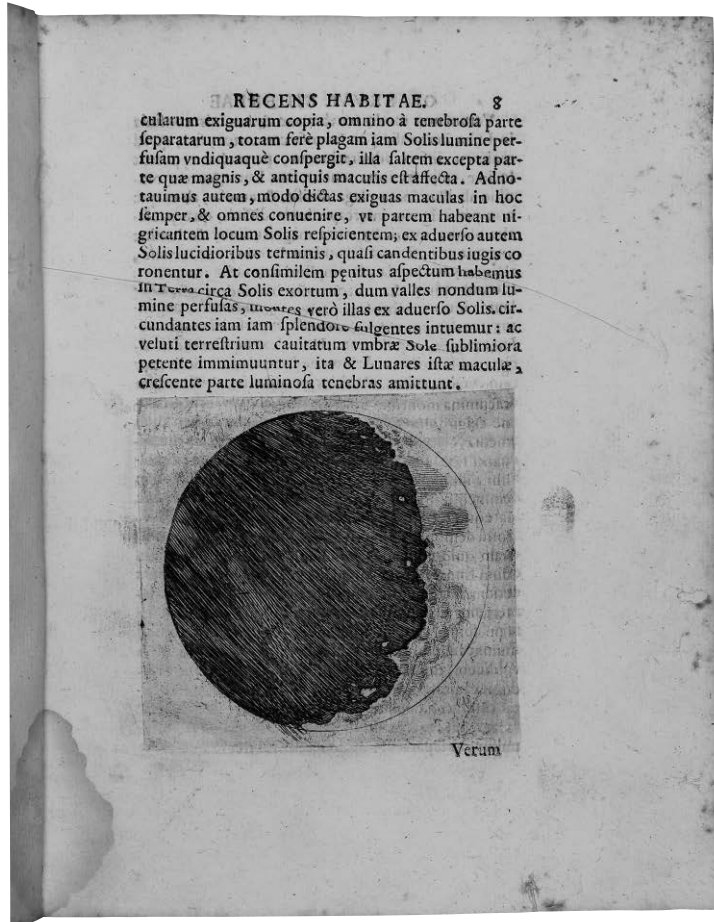 RECENS HABITAE. 8
cularum exiguarum copia, omnino à tenebroſa parte
ſeparatarum, totam ferè plagam iam Solis lumine per-
fuſam vndiquaquè conſpergit, illa ſaltem excepta par-
te quæ magnis, & antiquis maculis eſt affecta. Adno-
tauimus autem, modo dictas exiguas maculas in hoc
ſemper, & omnes conuenire, vt partem habeant ni-
gricantem locum Solis reſpicientem; ex aduerſo autem
Solis lucidioribus terminis, quaſi candentibus iugis co
ronentur. At conſimilem pęnitus aſpectum habemus
in Terra circa Solis exortum, dum valles nondum lu-
mine perfuſas, montes verò illas ex aduerſo Solis cir-
cundantes iam iam ſplendore fulgentes intuemur: ac
veluti terreſtrium cauitatum vmbræ Sole ſublimiora
petente imminuuntur, ita & Lunares iſtæ maculæ,
creſcente parte luminoſa tenebras amittunt.
Verum